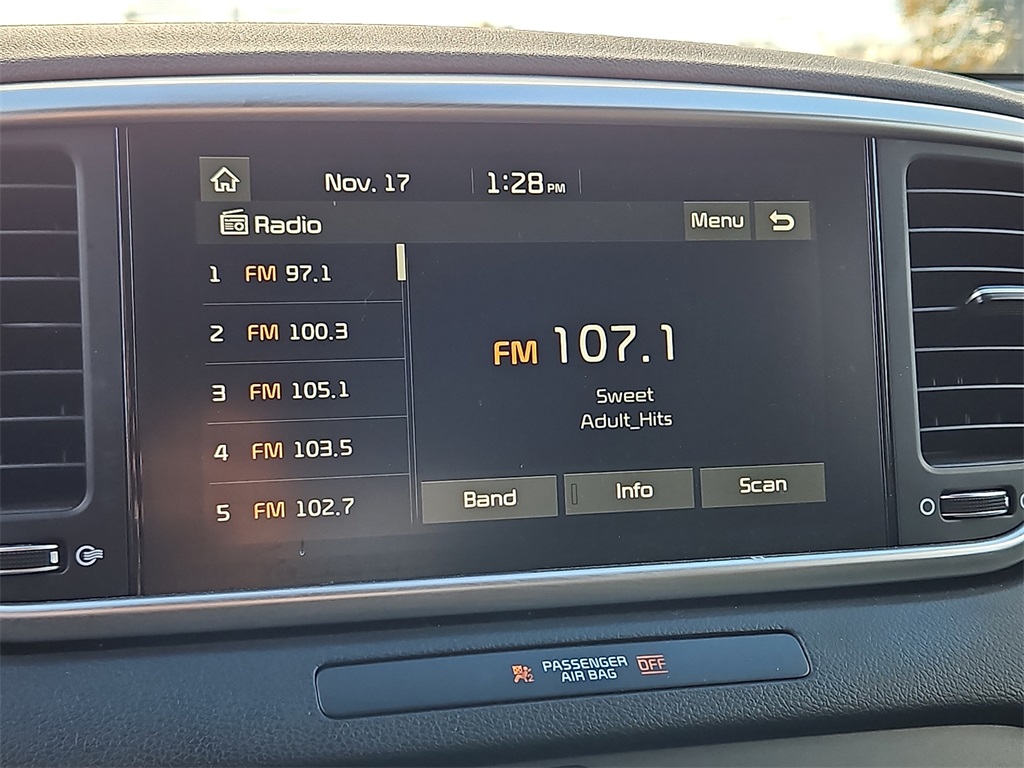 Nov. 17 1:28 PM
Radio Menu
1 FM 97.1
2 FM 100.3
3 FM 105.1
4 FM 103.5
5 FM 102.7
FM 107.1
Sweet
Adult_Hits
Band Info Scan
PASSENGER OFF
AIR BAG